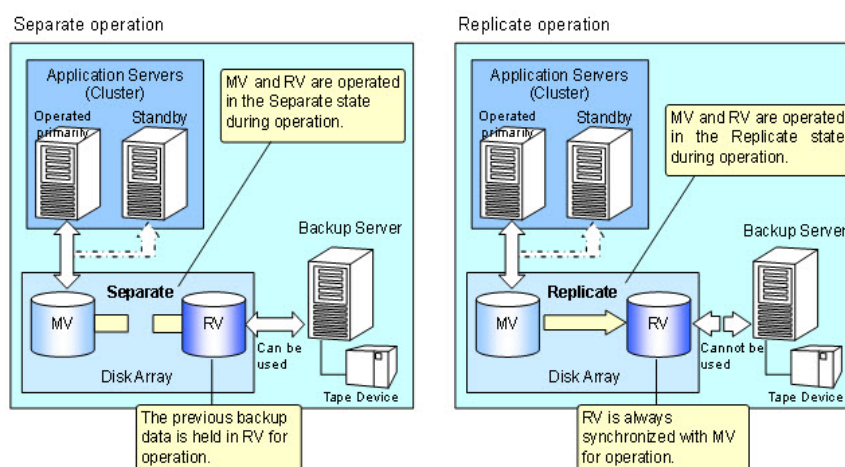 Separate operation
Application Servers
(Cluster)
Operated
primarily
Standby
MV and RV are operated
in the Separate state
during operation.
Backup Server
Separate
MV
RV
Can be
used
Disk Array
Tape Device
The previous backup
data is held in RV for
operation.
Replicate operation
Application Servers
(Cluster)
Operated
primarily
Standby
MV and RV are operated
in the Replicate state
during operation.
Backup Server
Replicate
MV
RV
Cannot be
used
Disk Array
Tape Device
RV is always
synchronized with MV
for operation.